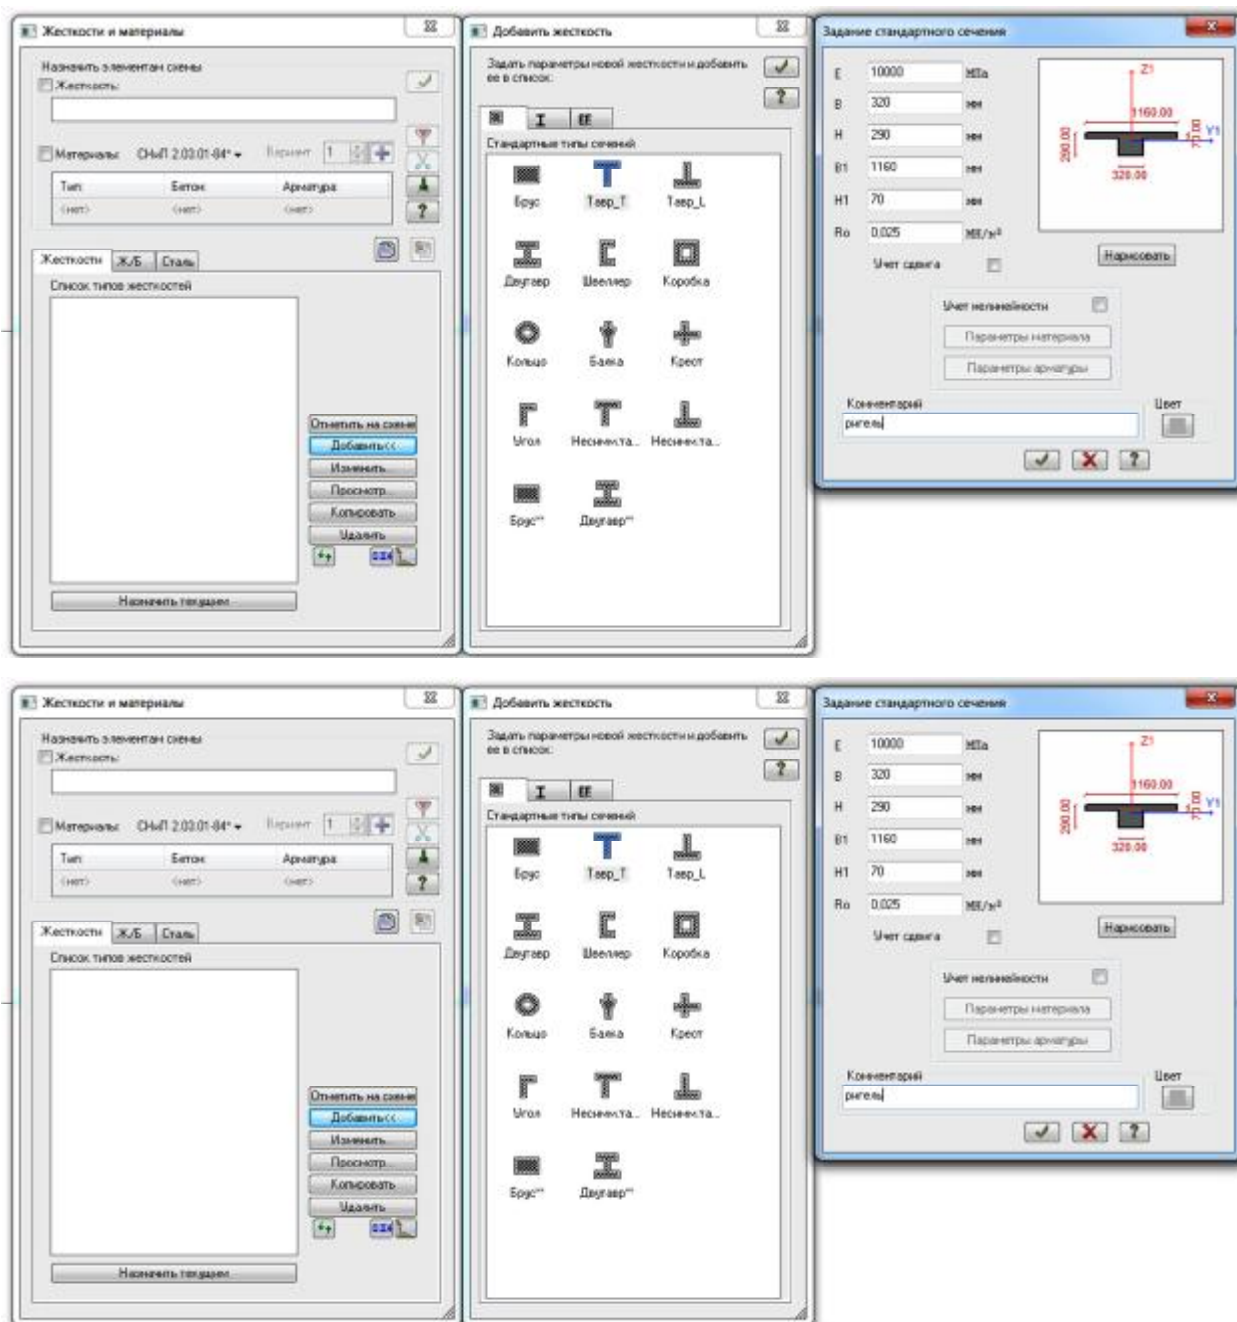 Жесткости и материалы
Назначить элементам схемы
Жесткость:
Материалы: СНиП 2.03.01-84* Вариант 1
Тип: Бетон: Арматура:
(нет) (нет) (нет)
Жесткости Ж/Б Сталь
Список типов жесткостей
Отметить на схеме
Добавить<<
Изменить...
Просмотр...
Копировать
Удалить
Назначить текущим
Добавить жесткость
Задать параметры новой жесткости и добавить
ее в список:
?
I
Стандартные типы сечений
Брус Тавр_Т Тавр_L
Двутавр Швеллер Коробка
Кольцо Балка Крест
Угол Несимм.та... Несимм.та...
Брус** Двутавр**
Задание стандартного сечения
E 10000 МПа
B 320 мм
H 290 мм
B1 1160 мм
H1 70 мм
Ro 0,025 МН/м³
Учет сдвига
Z1
1160.00
Y1
290.00
70.00
320.00
Нарисовать
Учет нелинейности
Параметры материала
Параметры арматуры
Комментарий Цвет
ригель
?
Жесткости и материалы
Назначить элементам схемы
Жесткость:
Материалы: СНиП 2.03.01-84* Вариант 1
Тип: Бетон: Арматура:
(нет) (нет) (нет)
?
Жесткости Ж/Б Сталь
Список типов жесткостей
Отметить на схеме
Добавить<<
Изменить...
Просмотр...
Копировать
Удалить
Назначить текущим
Добавить жесткость
Задать параметры новой жесткости и добавить
ее в список:
?
I
Стандартные типы сечений
Брус Тавр_Т Тавр_L
Двутавр Швеллер Коробка
Кольцо Балка Крест
Угол Несимм.та... Несимм.та...
Брус** Двутавр**
Задание стандартного сечения
E 10000 МПа
B 320 мм
H 290 мм
B1 1160 мм
H1 70 мм
Ro 0,025 МН/м³
Учет сдвига
Z1
1160.00
Y1
290.00
70.00
320.00
Нарисовать
Учет нелинейности
Параметры материала
Параметры арматуры
Комментарий Цвет
ригель
?